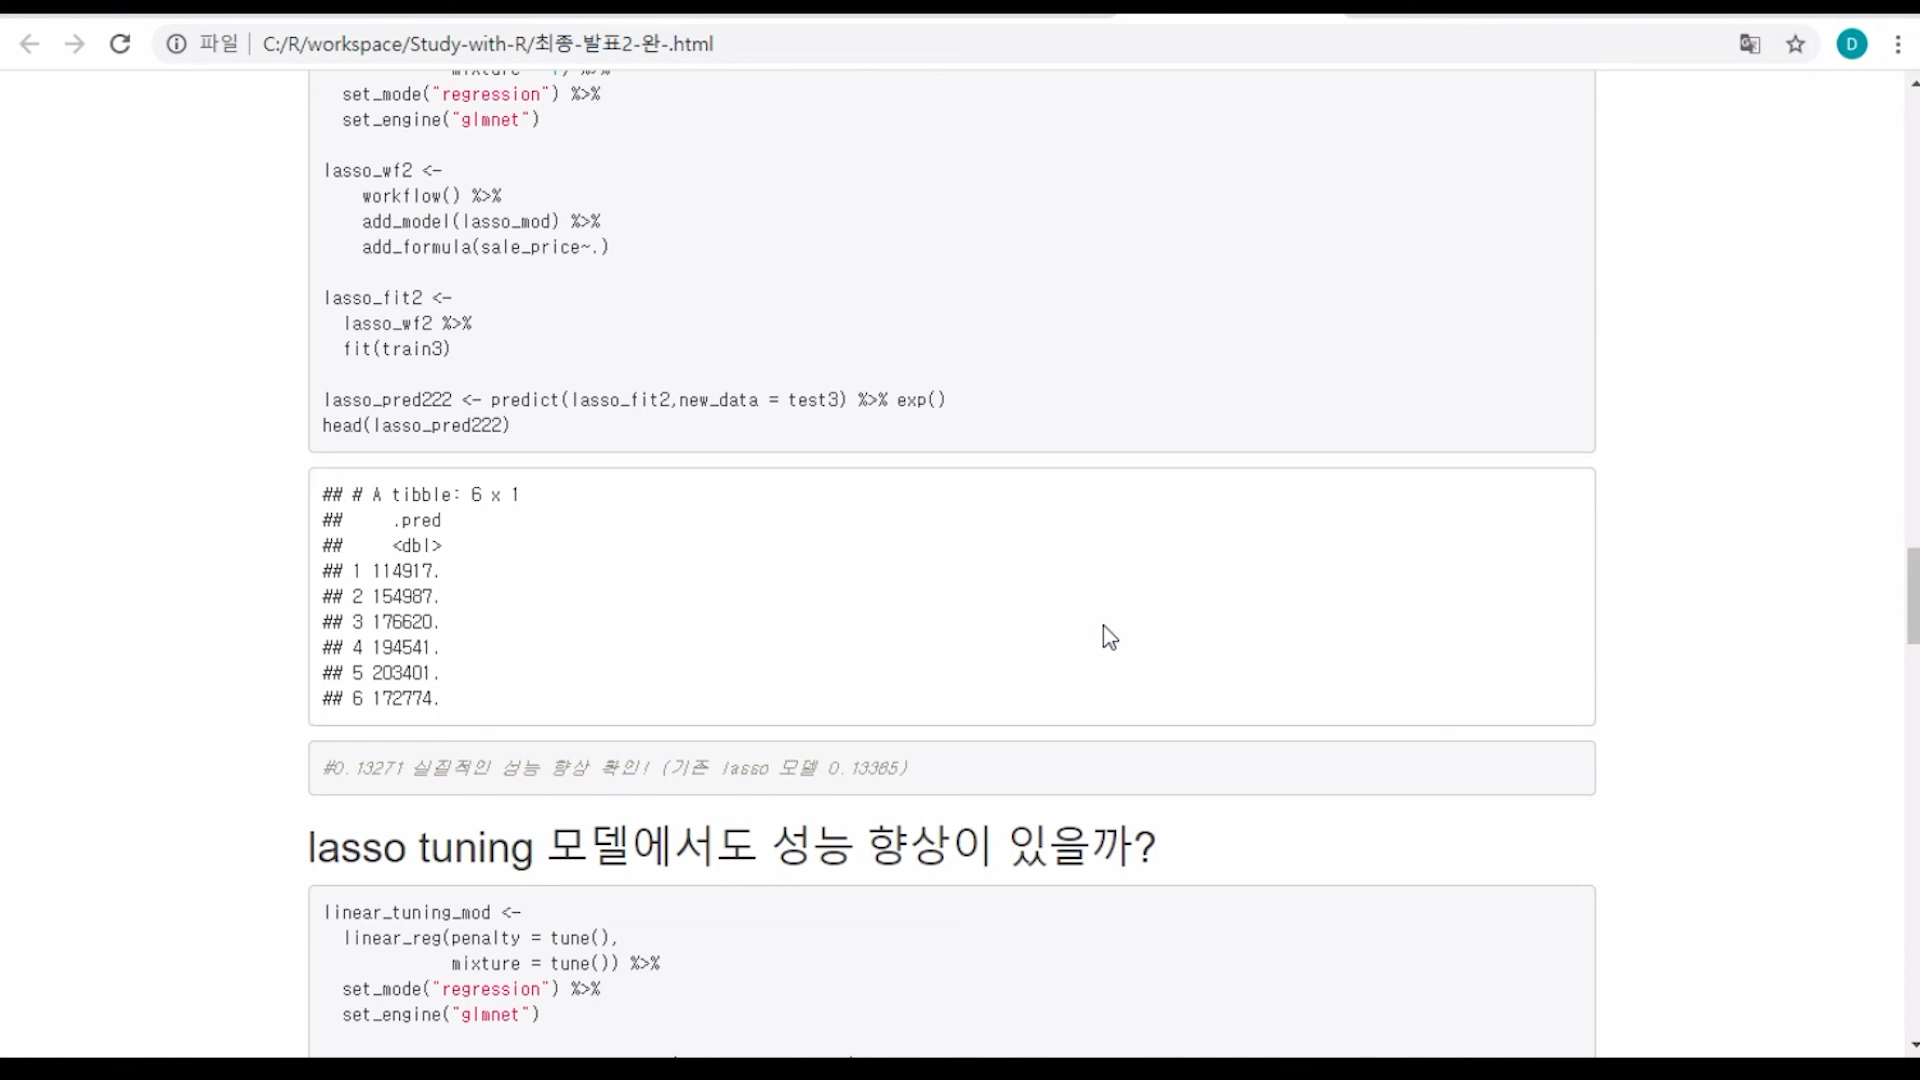 파일 C:/R/workspace/Study-with-R/최종-발표2-완-.html
D
set_mode("regression") %>%
set_engine("glmnet")
lasso_wf2 <-
workflow() %>%
add_model(lasso_mod) %>%
add_formula(sale_price~.)
lasso_fit2 <-
lasso_wf2 %>%
fit(train3)
lasso_pred222 <- predict(lasso_fit2,new_data = test3) %>% exp()
head(lasso_pred222)
## # A tibble: 6 x 1
## .pred
## <dbl>
## 1 114917.
## 2 154987.
## 3 176620.
## 4 194541.
## 5 203401.
## 6 172774.
#0.13271 실질적인 성능 향상 확인! (기존 lasso 모델 0.13365)
lasso tuning 모델에서도 성능 향상이 있을까?
linear_tuning_mod <-
linear_reg(penalty = tune(),
mixture = tune()) %>%
set_mode("regression") %>%
set_engine("glmnet")